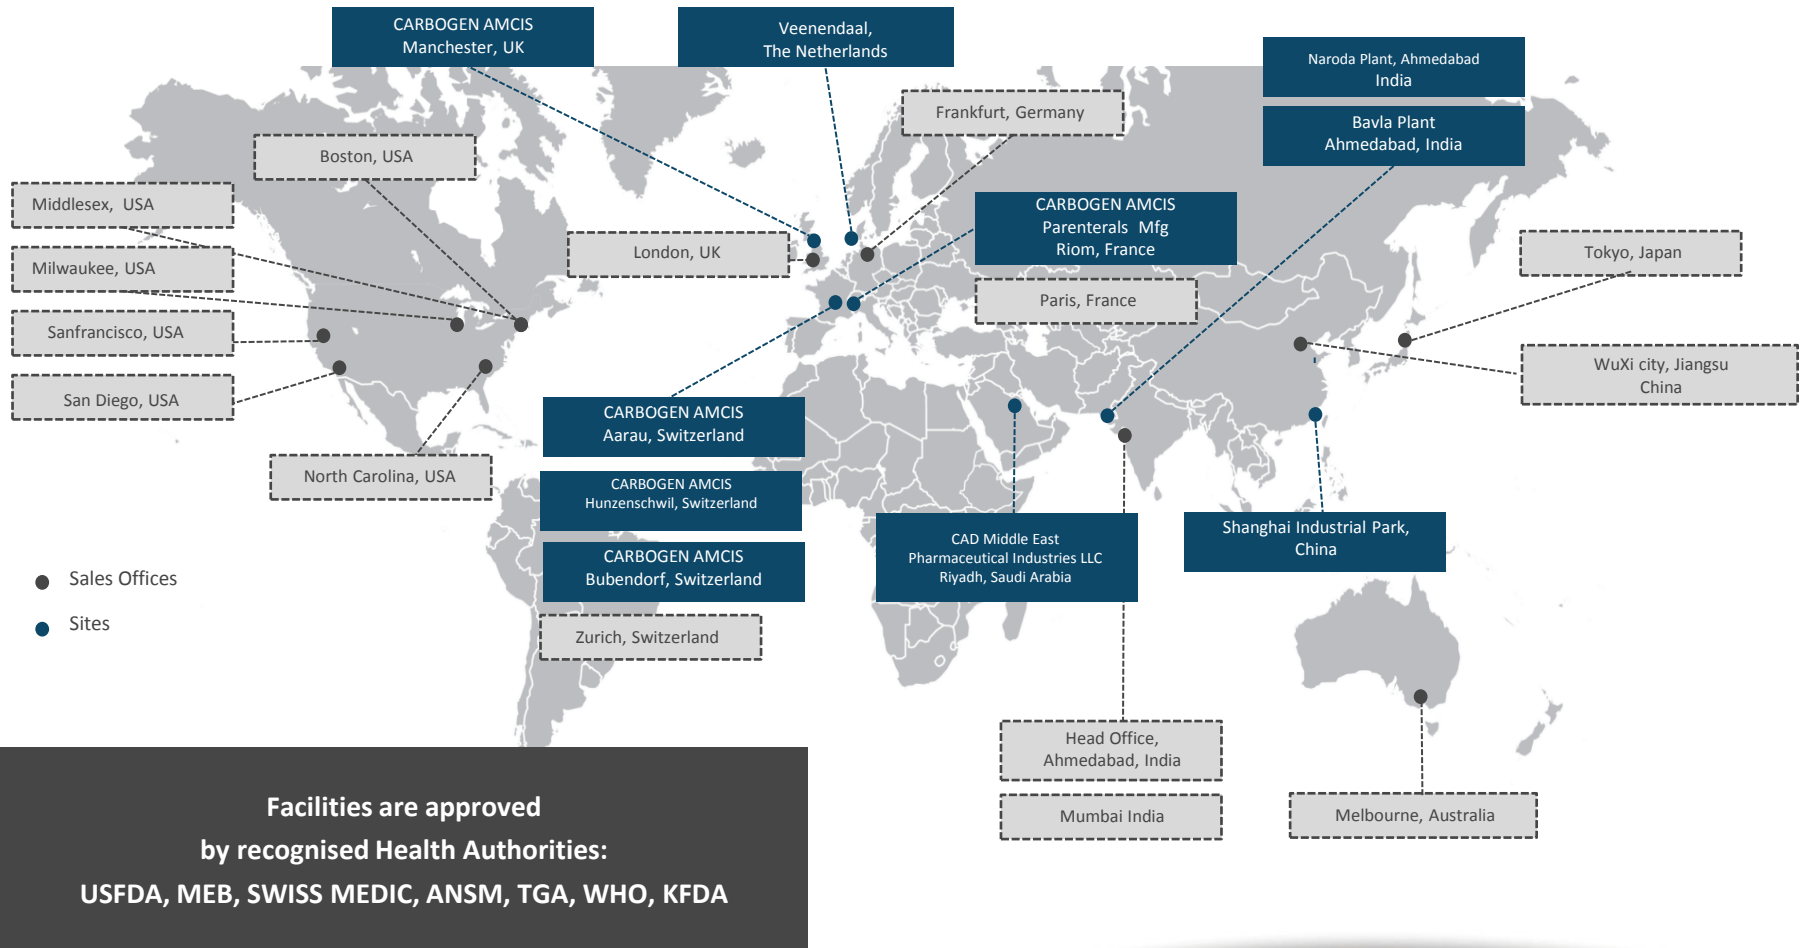 CARBOGEN AMCIS
Manchester, UK
Veenendaal,
The Netherlands
Naroda Plant, Ahmedabad
India
Frankfurt, Germany
Bavla Plant
Ahmedabad, India
Boston, USA
Middlesex, USA
CARBOGEN AMCIS
Parenterals Mfg
Riom, France
London, UK
Tokyo, Japan
Milwaukee, USA
Paris, France
Sanfrancisco, USA
WuXi city, Jiangsu
China
San Diego, USA
CARBOGEN AMCIS
Aarau, Switzerland
North Carolina, USA
CARBOGEN AMCIS
Hunzenschwil, Switzerland
CAD Middle East
Pharmaceutical Industries LLC
Riyadh, Saudi Arabia
Shanghai Industrial Park,
China
CARBOGEN AMCIS
Bubendorf, Switzerland
Sales Offices
Sites
Zurich, Switzerland
Head Office,
Ahmedabad, India
Mumbai India
Melbourne, Australia
Facilities are approved
by recognised Health Authorities:
USFDA, MEB, SWISS MEDIC, ANSM, TGA, WHO, KFDA